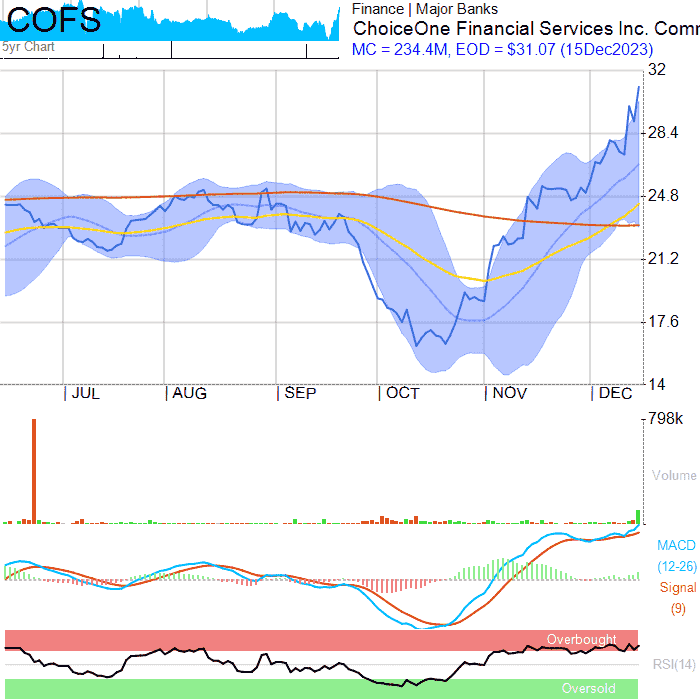 COFS
5yr Chart
Finance | Major Banks
ChoiceOne Financial Services Inc. Comm
MC = 234.4M, EOD = $31.07 (15Dec2023)
32
28.4
24.8
21.2
17.6
14
JUL AUG SEP OCT NOV DEC
798k
Volume
MACD
(12-26)
Signal
(9)
Overbought
RSI(14)
Oversold